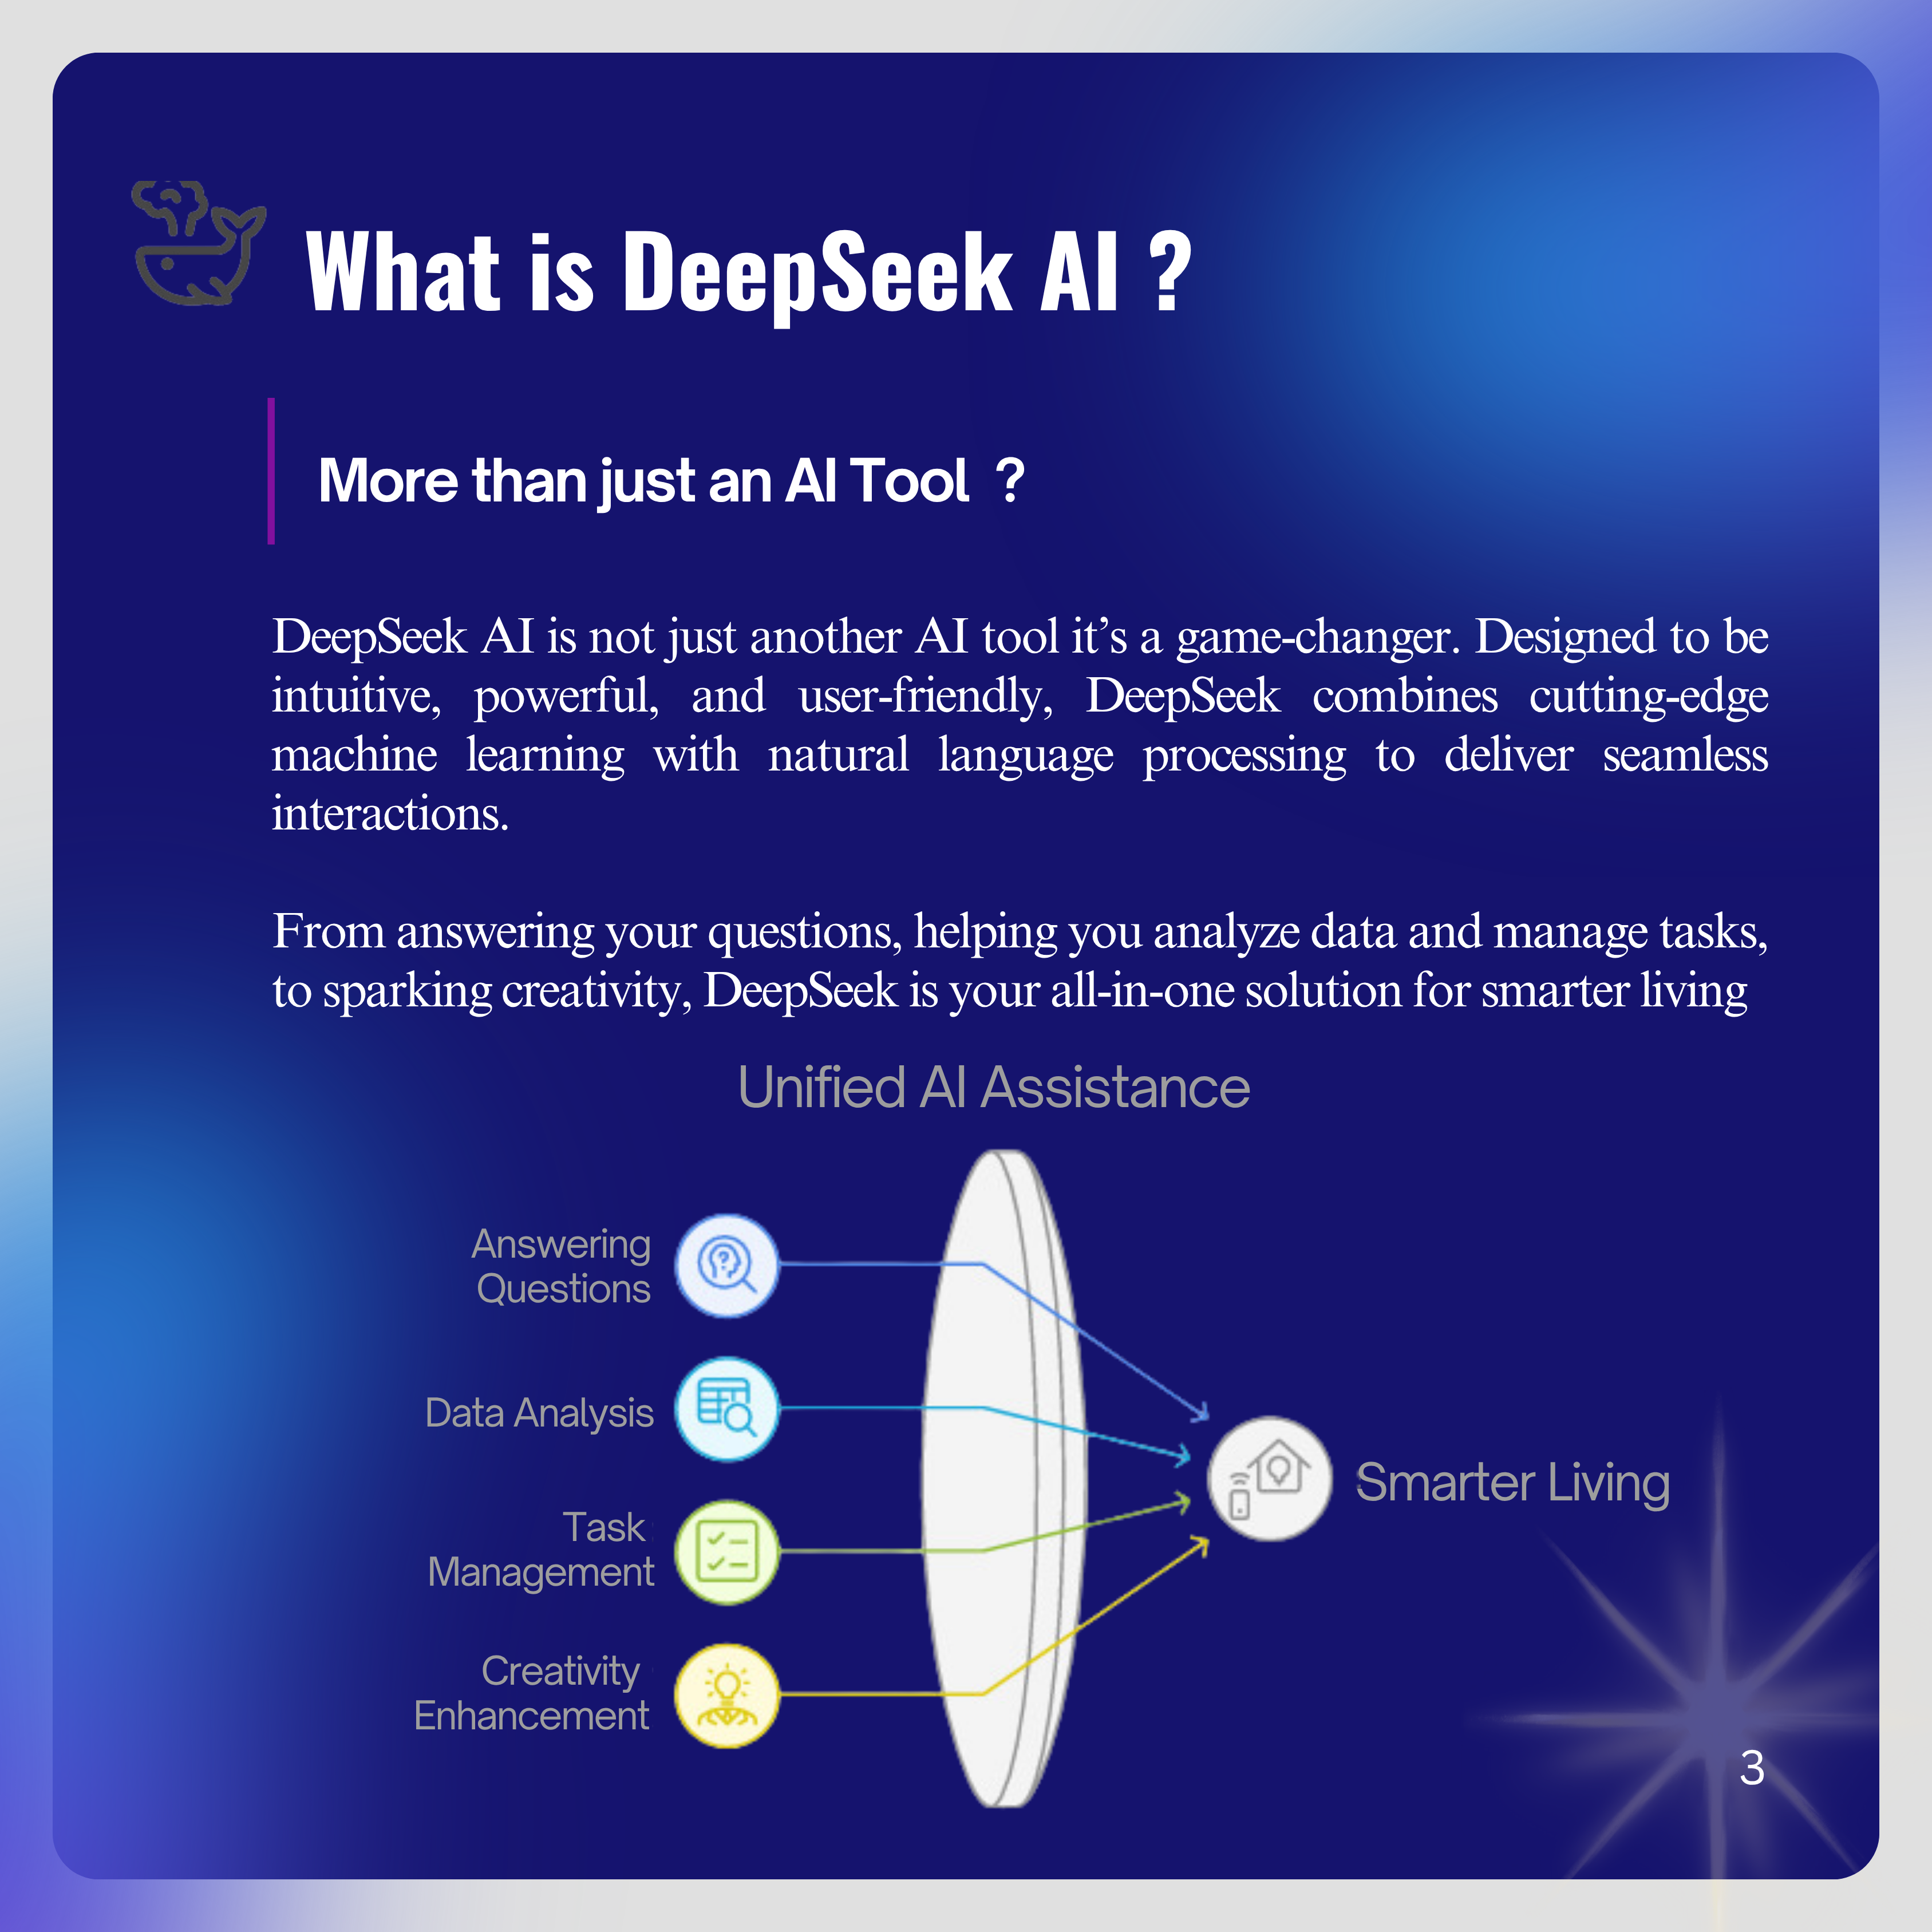 What is DeepSeek AI ?
More than just an AI Tool ?
DeepSeek AI is not just another AI tool it’s a game-changer. Designed to be
intuitive, powerful, and user-friendly, DeepSeek combines cutting-edge
machine learning with natural language processing to deliver seamless
interactions.
From answering your questions, helping you analyze data and manage tasks,
to sparking creativity, DeepSeek is your all-in-one solution for smarter living
Unified AI Assistance
Answering
Questions
Data Analysis
Task
Management
Creativity
Enhancement
Smarter Living
3